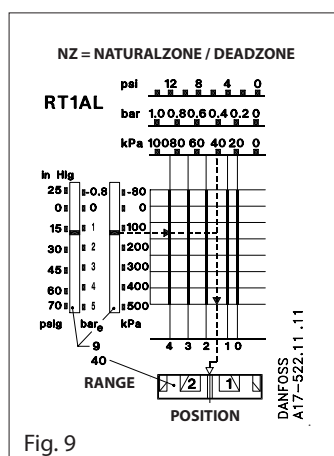 NZ = NATURALZONE / DEADZONE
psi 12 8 4 0
RT1AL
bar 1.0 0.8 0.6 0.4 0.2 0
kPa 100 80 60 40 20 0
in Hg
25 -0.8 -80
0 0 0
15 1 100
30 2 200
45 3 300
60 4 400
70 5 500
psig bare kPa
4 3 2 1 0
9
40
RANGE
2 1
POSITION
DANFOSS
A17-522.11 .11
Fig. 9